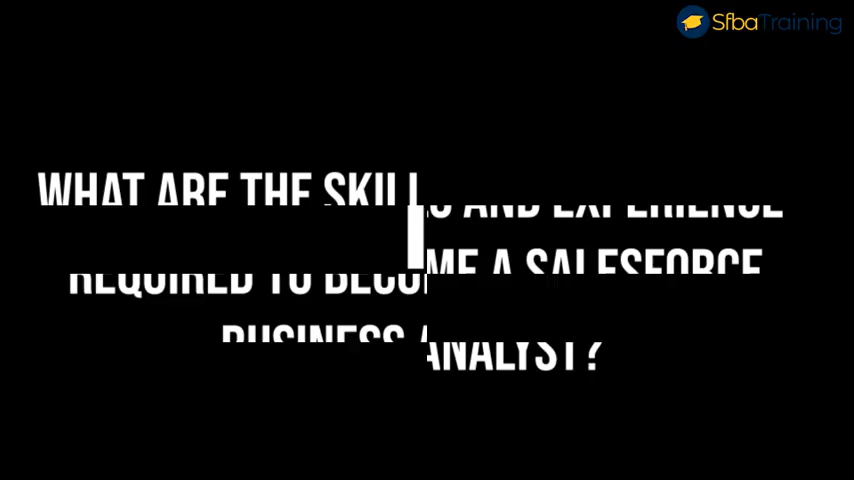 SfbaTraining
WHAT ARE THE SKILLS AND EXPERIENCE
REQUIRED TO BECOME A SALESFORCE
BUSINESS ANALYST?